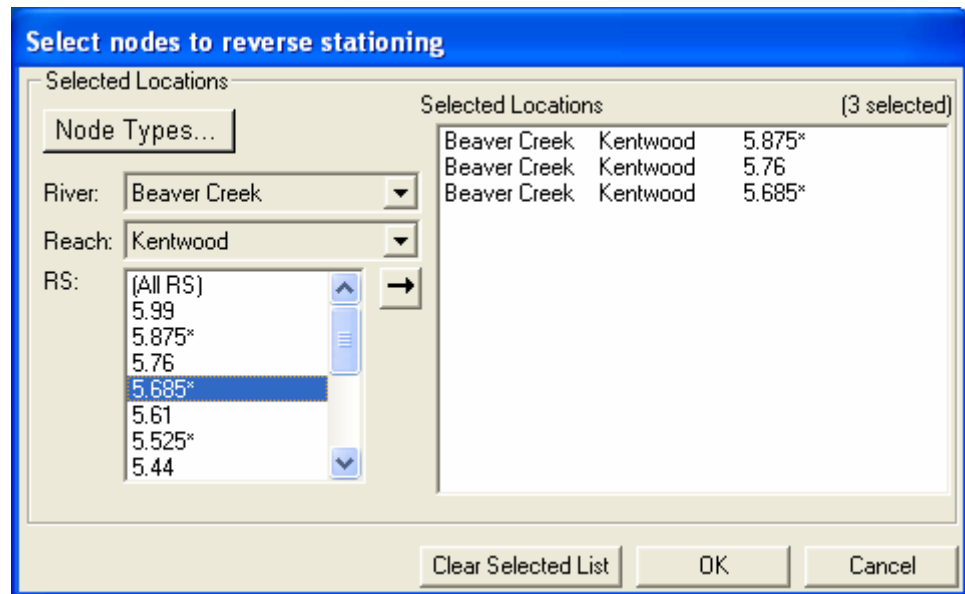 Select nodes to reverse stationing
Selected Locations
Node Types...
River: Beaver Creek
Reach: Kentwood
RS:
(All RS)
5.99
5.875*
5.76
5.685*
5.61
5.525*
5.44
Selected Locations (3 selected)
Beaver Creek Kentwood 5.875*
Beaver Creek Kentwood 5.76
Beaver Creek Kentwood 5.685*
Clear Selected List OK Cancel